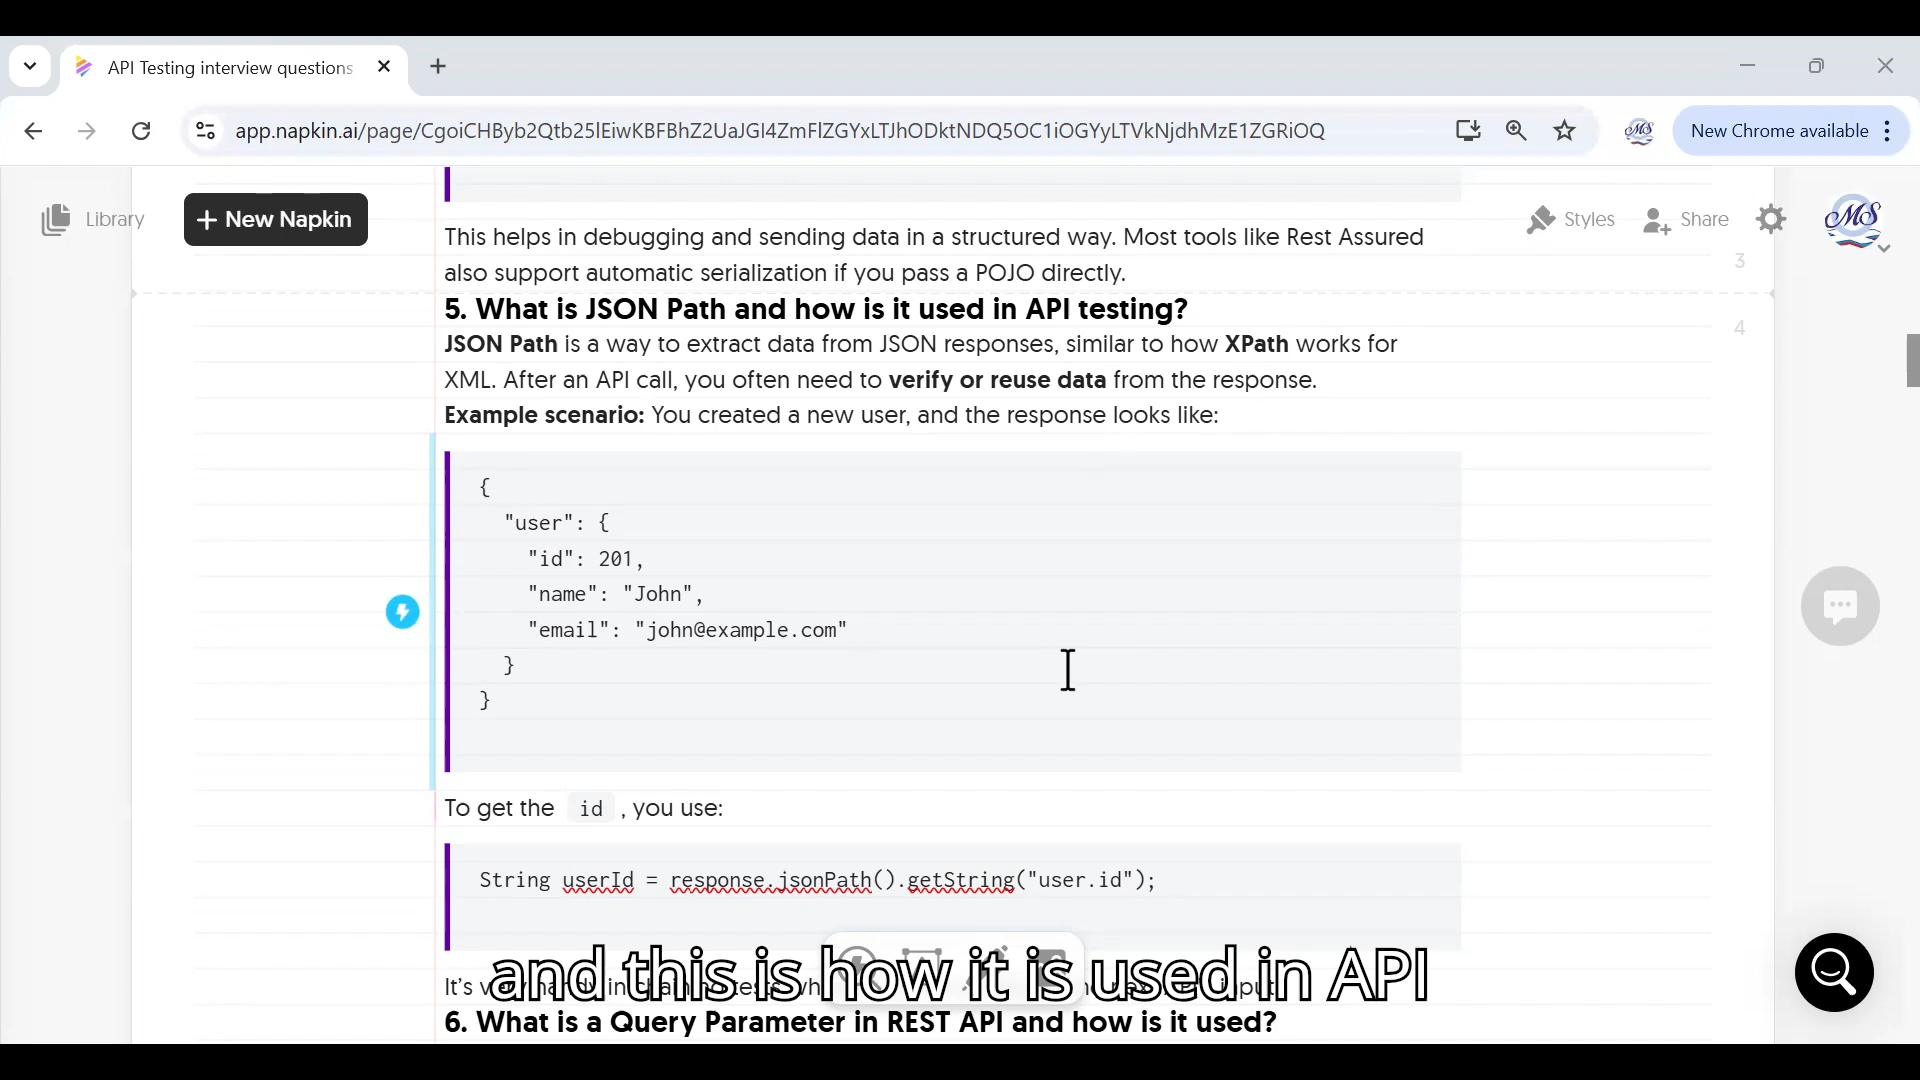 API Testing interview questions
app.napkin.ai/page/CgoiCHByb2Qtb25lEiwKBFBhZ2UaJGI4ZmFlZGYxLTJhODktNDQ5OC1iOGYyLTVkNjdhMzE1ZGRiOQ
New Chrome available
Library
+ New Napkin
Styles
Share
MS
This helps in debugging and sending data in a structured way. Most tools like Rest Assured
also support automatic serialization if you pass a POJO directly.
3
5. What is JSON Path and how is it used in API testing?
4
JSON Path is a way to extract data from JSON responses, similar to how XPath works for
XML. After an API call, you often need to verify or reuse data from the response.
Example scenario: You created a new user, and the response looks like:
{
"user": {
"id": 201,
"name": "John",
"email": "john@example.com"
}
}
To get the id , you use:
String userId = response.jsonPath().getString("user.id");
and this is how it is used in API
It's
6. What is a Query Parameter in REST API and how is it used?